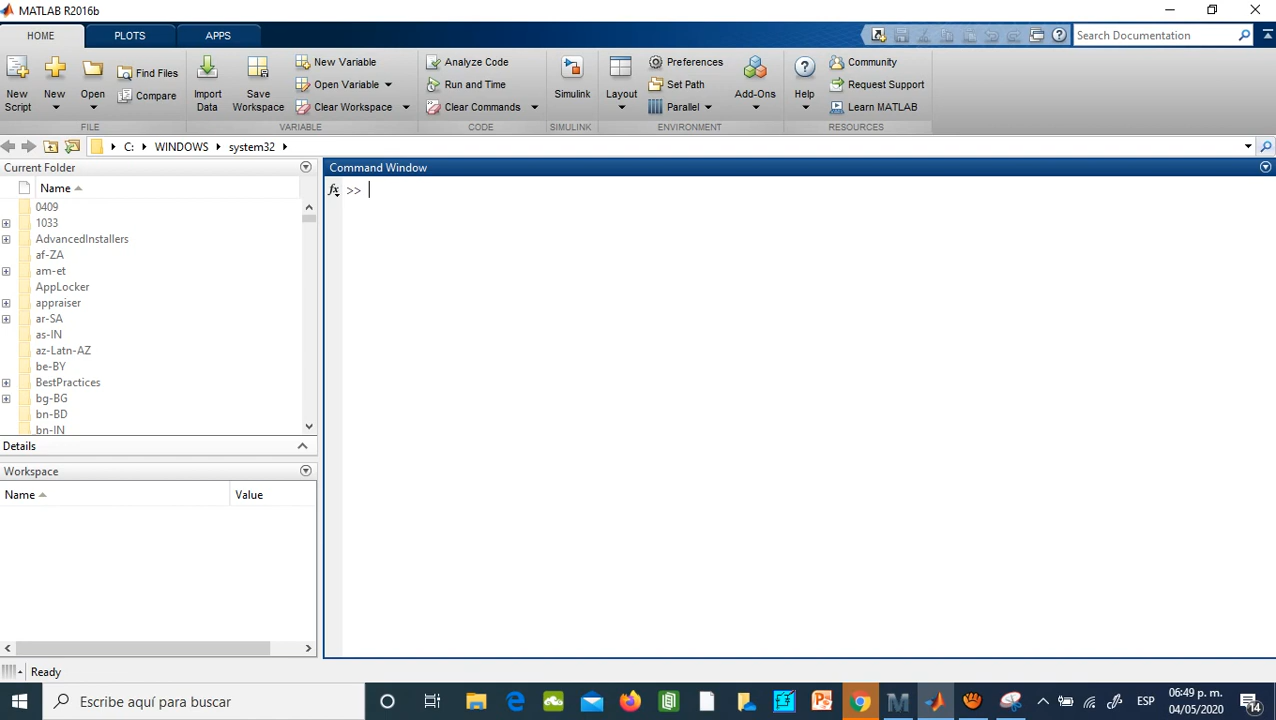 MATLAB R2016b
HOME PLOTS APPS Search Documentation
New Script
New
Open
Find Files
Compare
FILE
Import Data
Save Workspace
New Variable
Open Variable
Clear Workspace
VARIABLE
Analyze Code
Run and Time
Clear Commands
CODE
Simulink
SIMULINK
Layout
Preferences
Set Path
Parallel
Add-Ons
ENVIRONMENT
Help
Community
Request Support
Learn MATLAB
RESOURCES
C: WINDOWS system32
Current Folder
Name
0409
1033
AdvancedInstallers
af-ZA
am-et
AppLocker
appraiser
ar-SA
as-IN
az-Latn-AZ
be-BY
BestPractices
bg-BG
bn-BD
bn-IN
Details
Workspace
Name Value
Command Window
fx >>
Ready
Escribe aquí para buscar
ESP
06:49 p. m.
04/05/2020
14